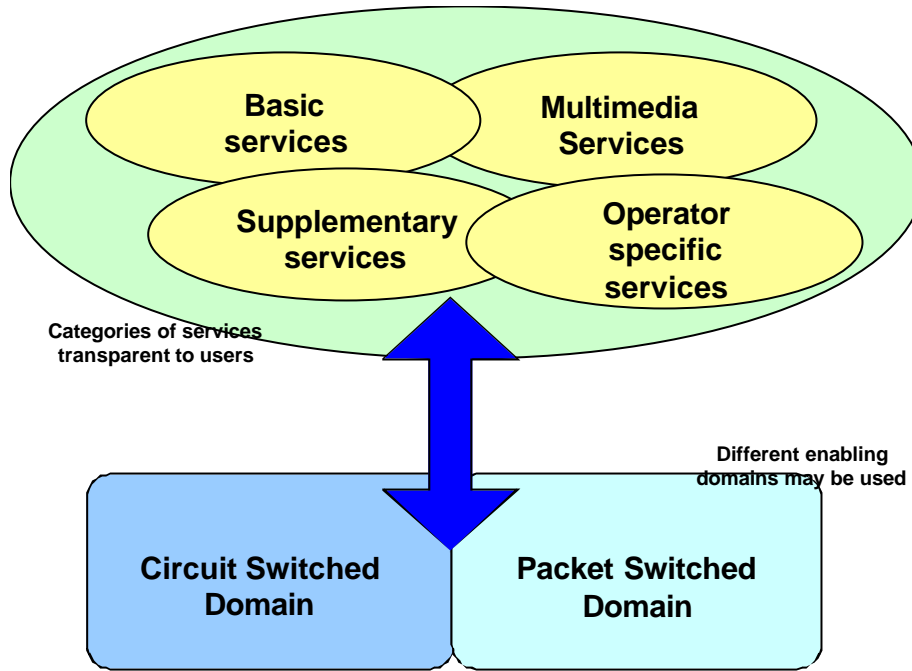 Basic
services
Multimedia
Services
Supplementary
services
Operator
specific
services
Categories of services
transparent to users
Different enabling
domains may be used
Circuit Switched
Domain
Packet Switched
Domain